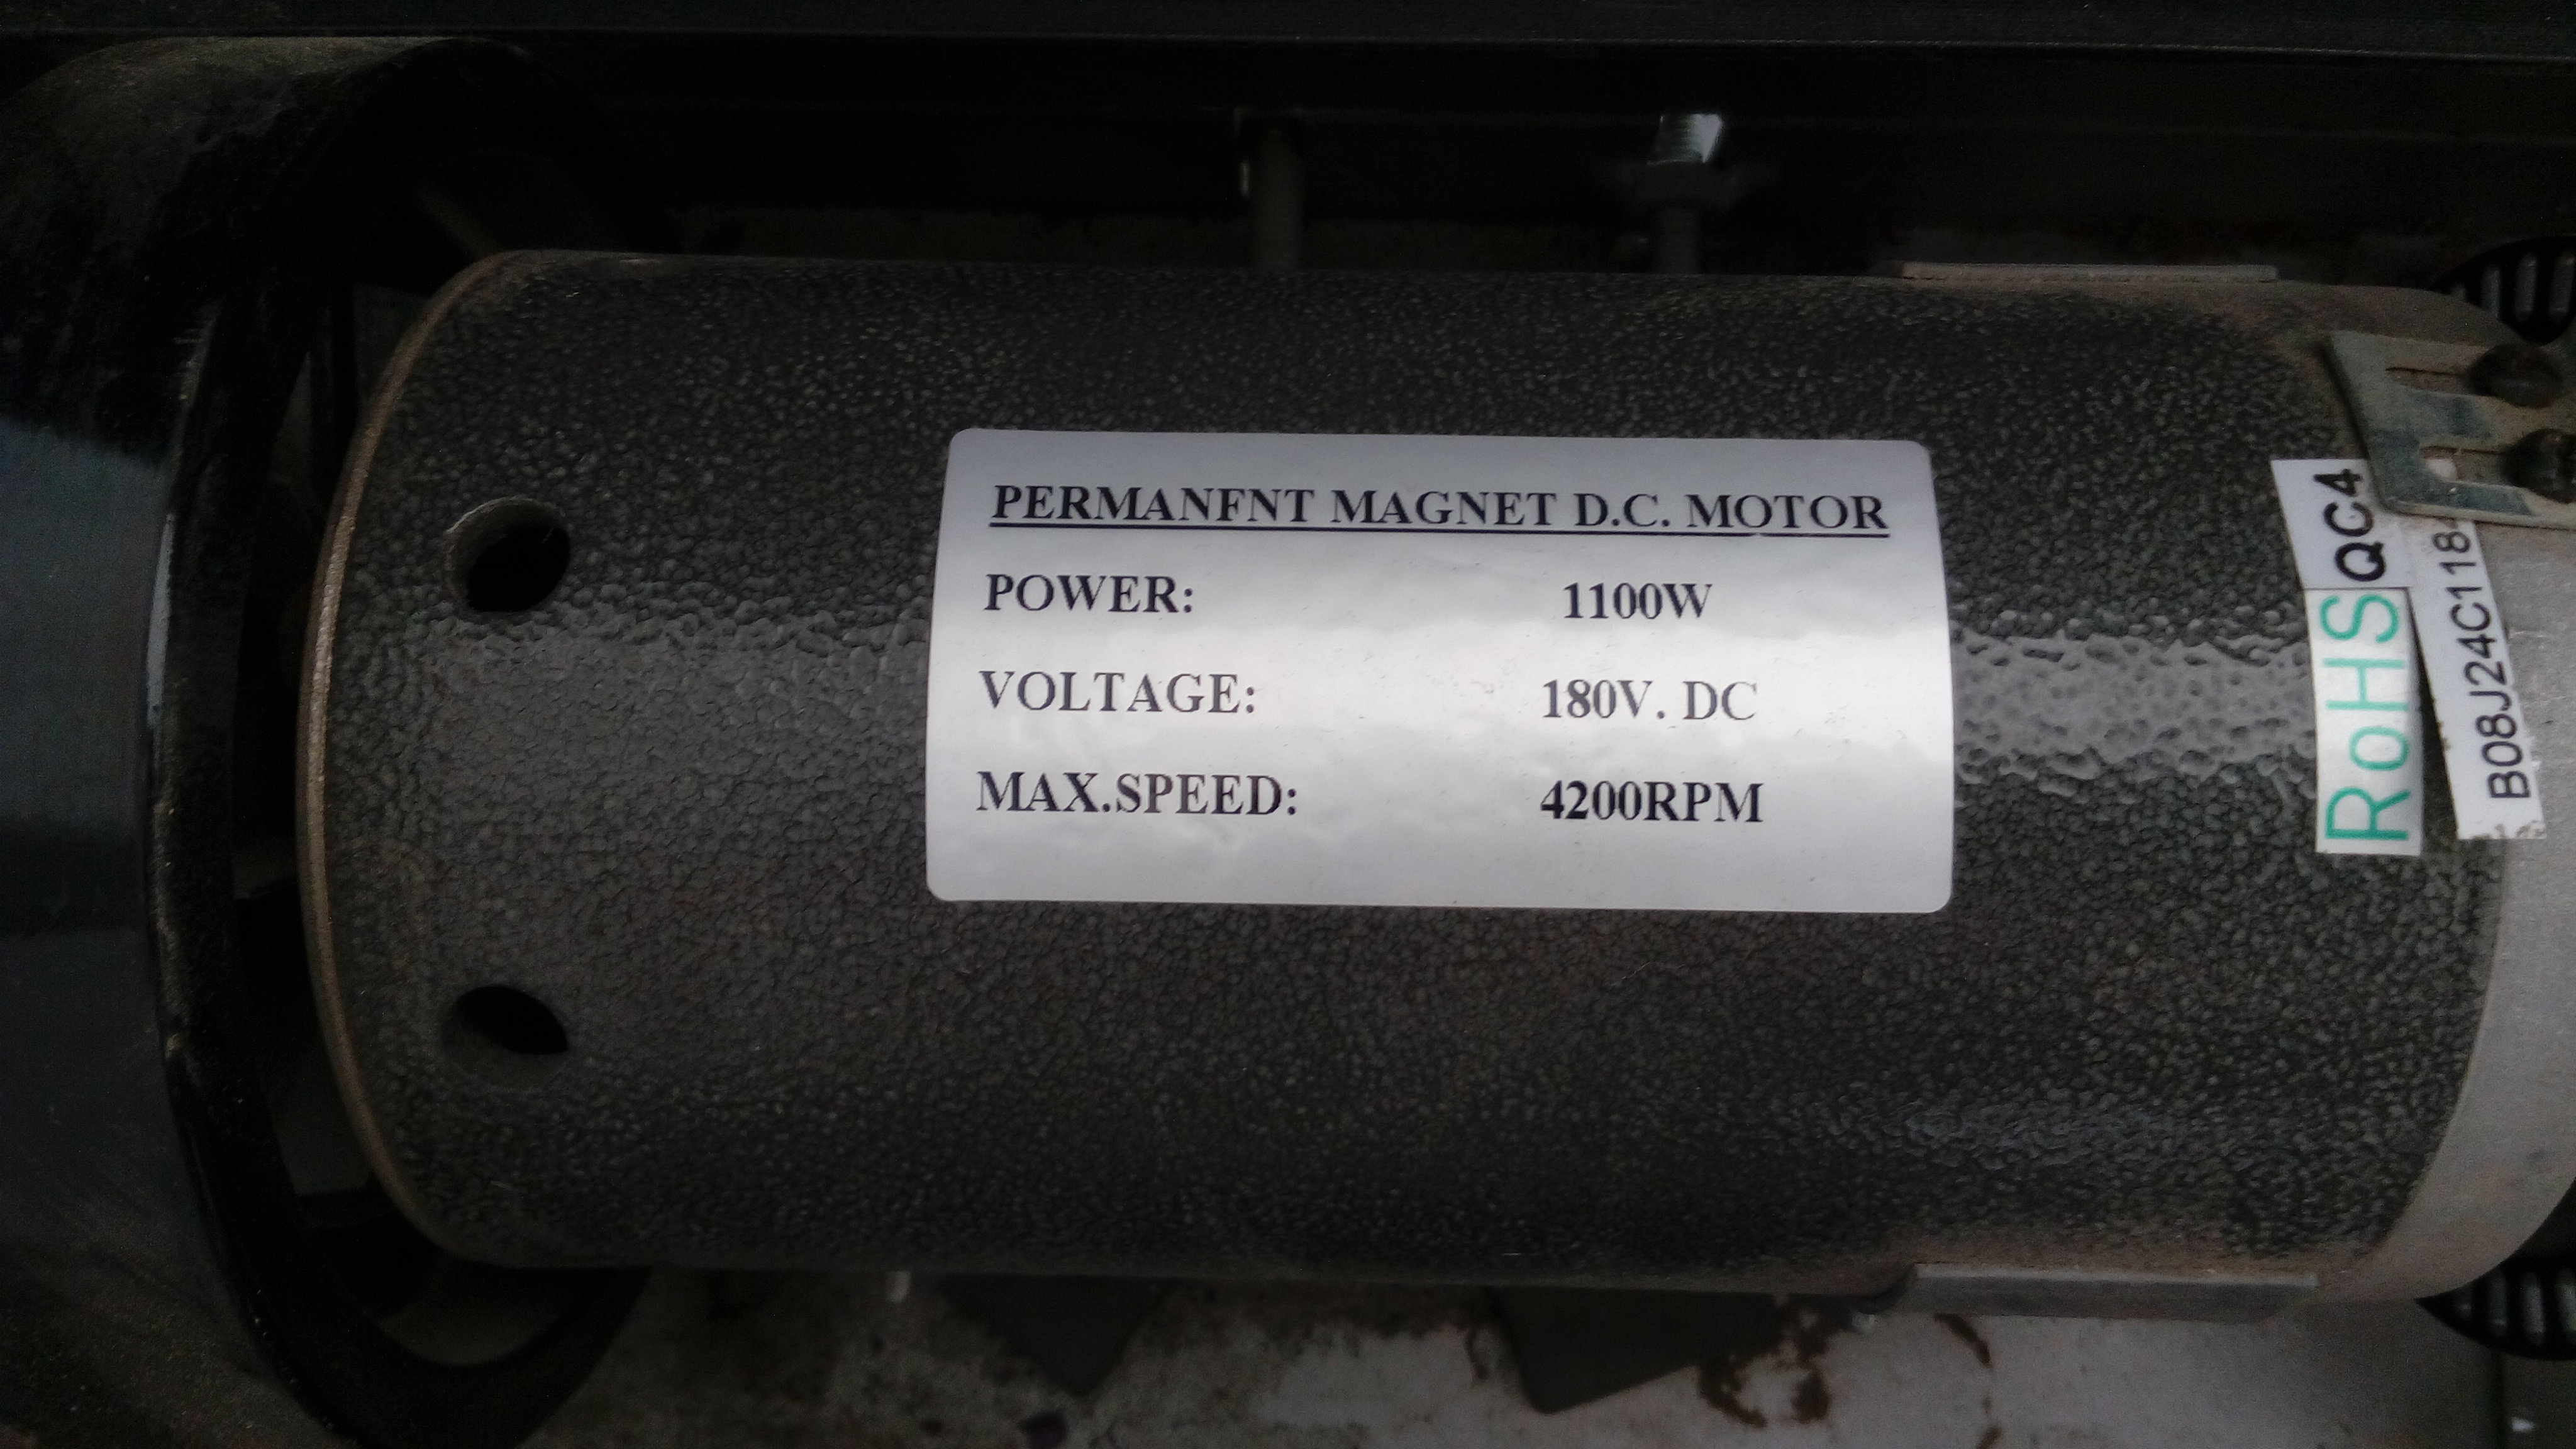 PERMANFNT MAGNET D.C. MOTOR
POWER: 1100W
VOLTAGE: 180V. DC
MAX.SPEED: 4200RPM
RoHS QC4
B08J24C118